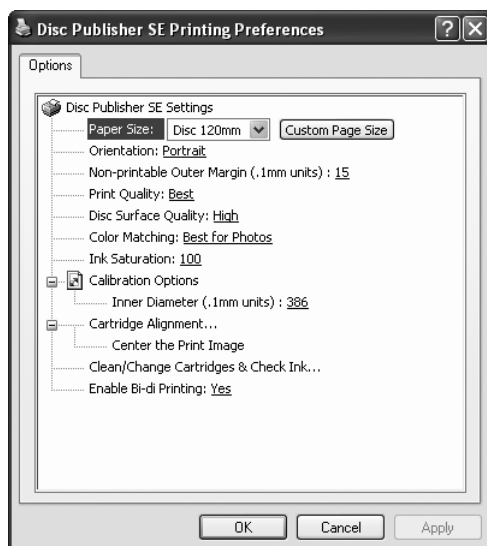 Disc Publisher SE Printing Preferences
Options
Disc Publisher SE Settings
Paper Size: Disc 120mm Custom Page Size
Orientation: Portrait
Non-printable Outer Margin (.1mm units) : 15
Print Quality: Best
Disc Surface Quality: High
Color Matching: Best for Photos
Ink Saturation: 100
Calibration Options
Inner Diameter (.1mm units) : 386
Cartridge Alignment...
Center the Print Image
Clean/Change Cartridges & Check Ink...
Enable Bi-di Printing: Yes
OK Cancel Apply